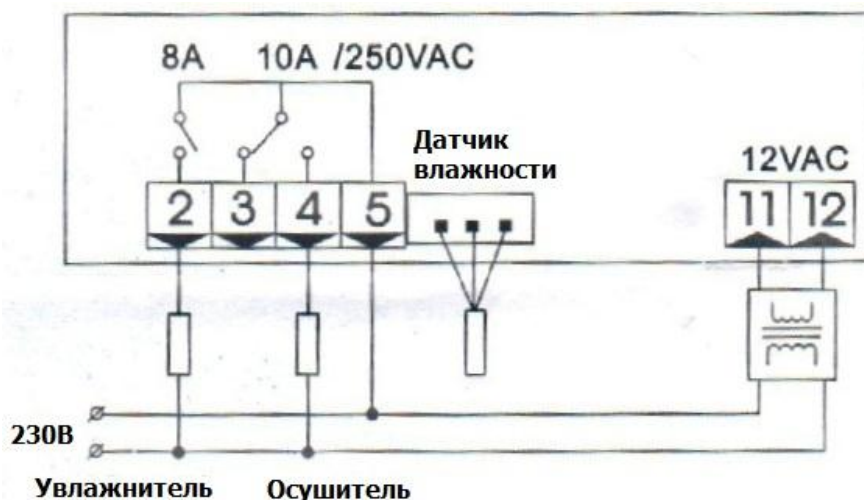 8A 10A /250VAC
Датчик
влажности
12VAC
2 3 4 5 11 12
230В
Увлажнитель Осушитель